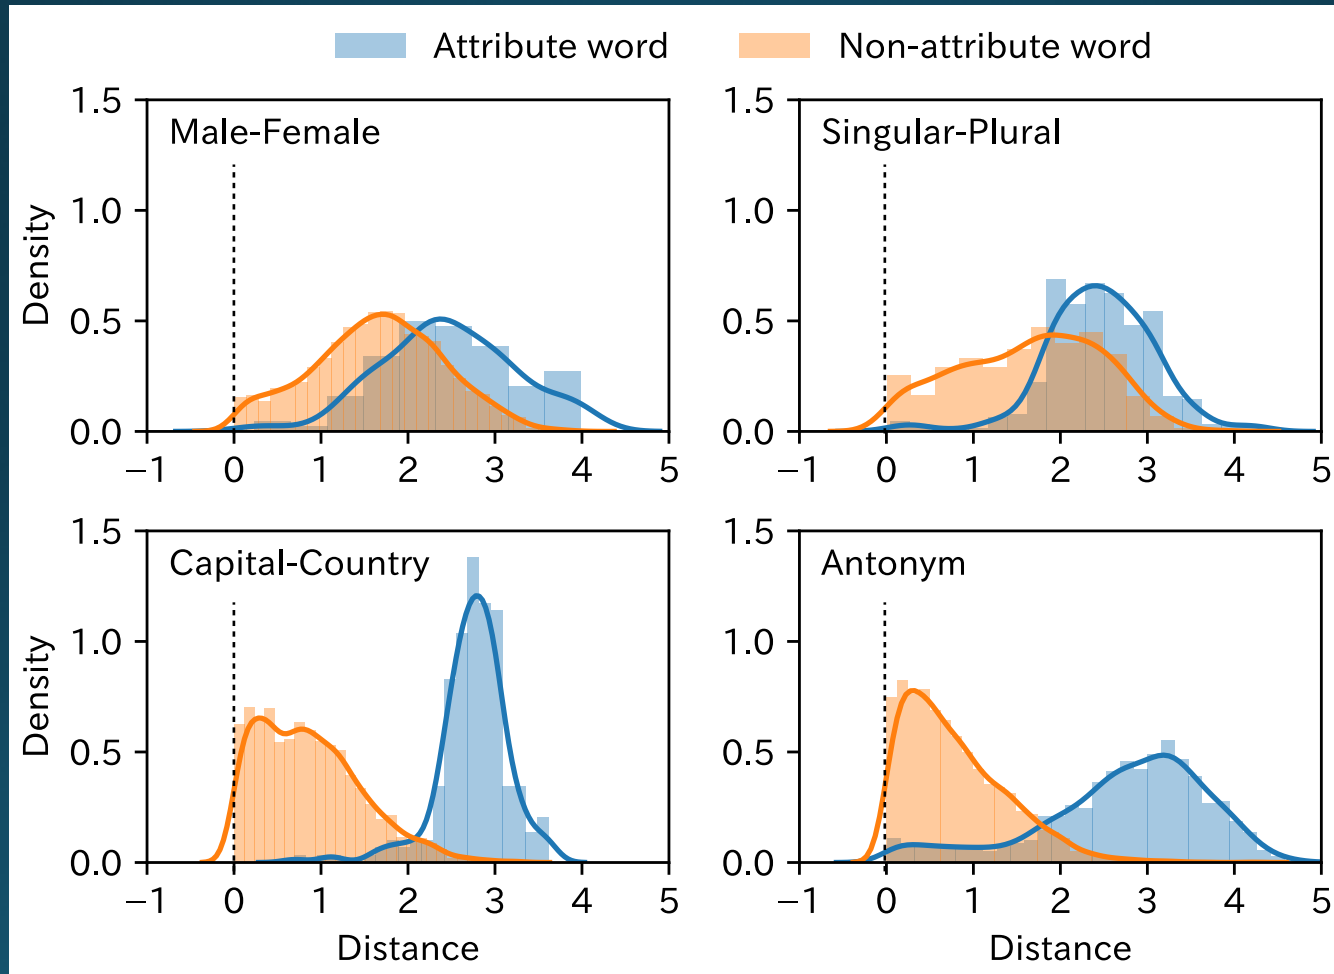 Attribute word Non-attribute word
Male-Female
Density
1.5
1.0
0.5
0.0
−1 0 1 2 3 4 5
Singular-Plural
1.5
1.0
0.5
0.0
−1 0 1 2 3 4 5
Capital-Country
Density
1.5
1.0
0.5
0.0
−1 0 1 2 3 4 5
Distance
Antonym
1.5
1.0
0.5
0.0
−1 0 1 2 3 4 5
Distance